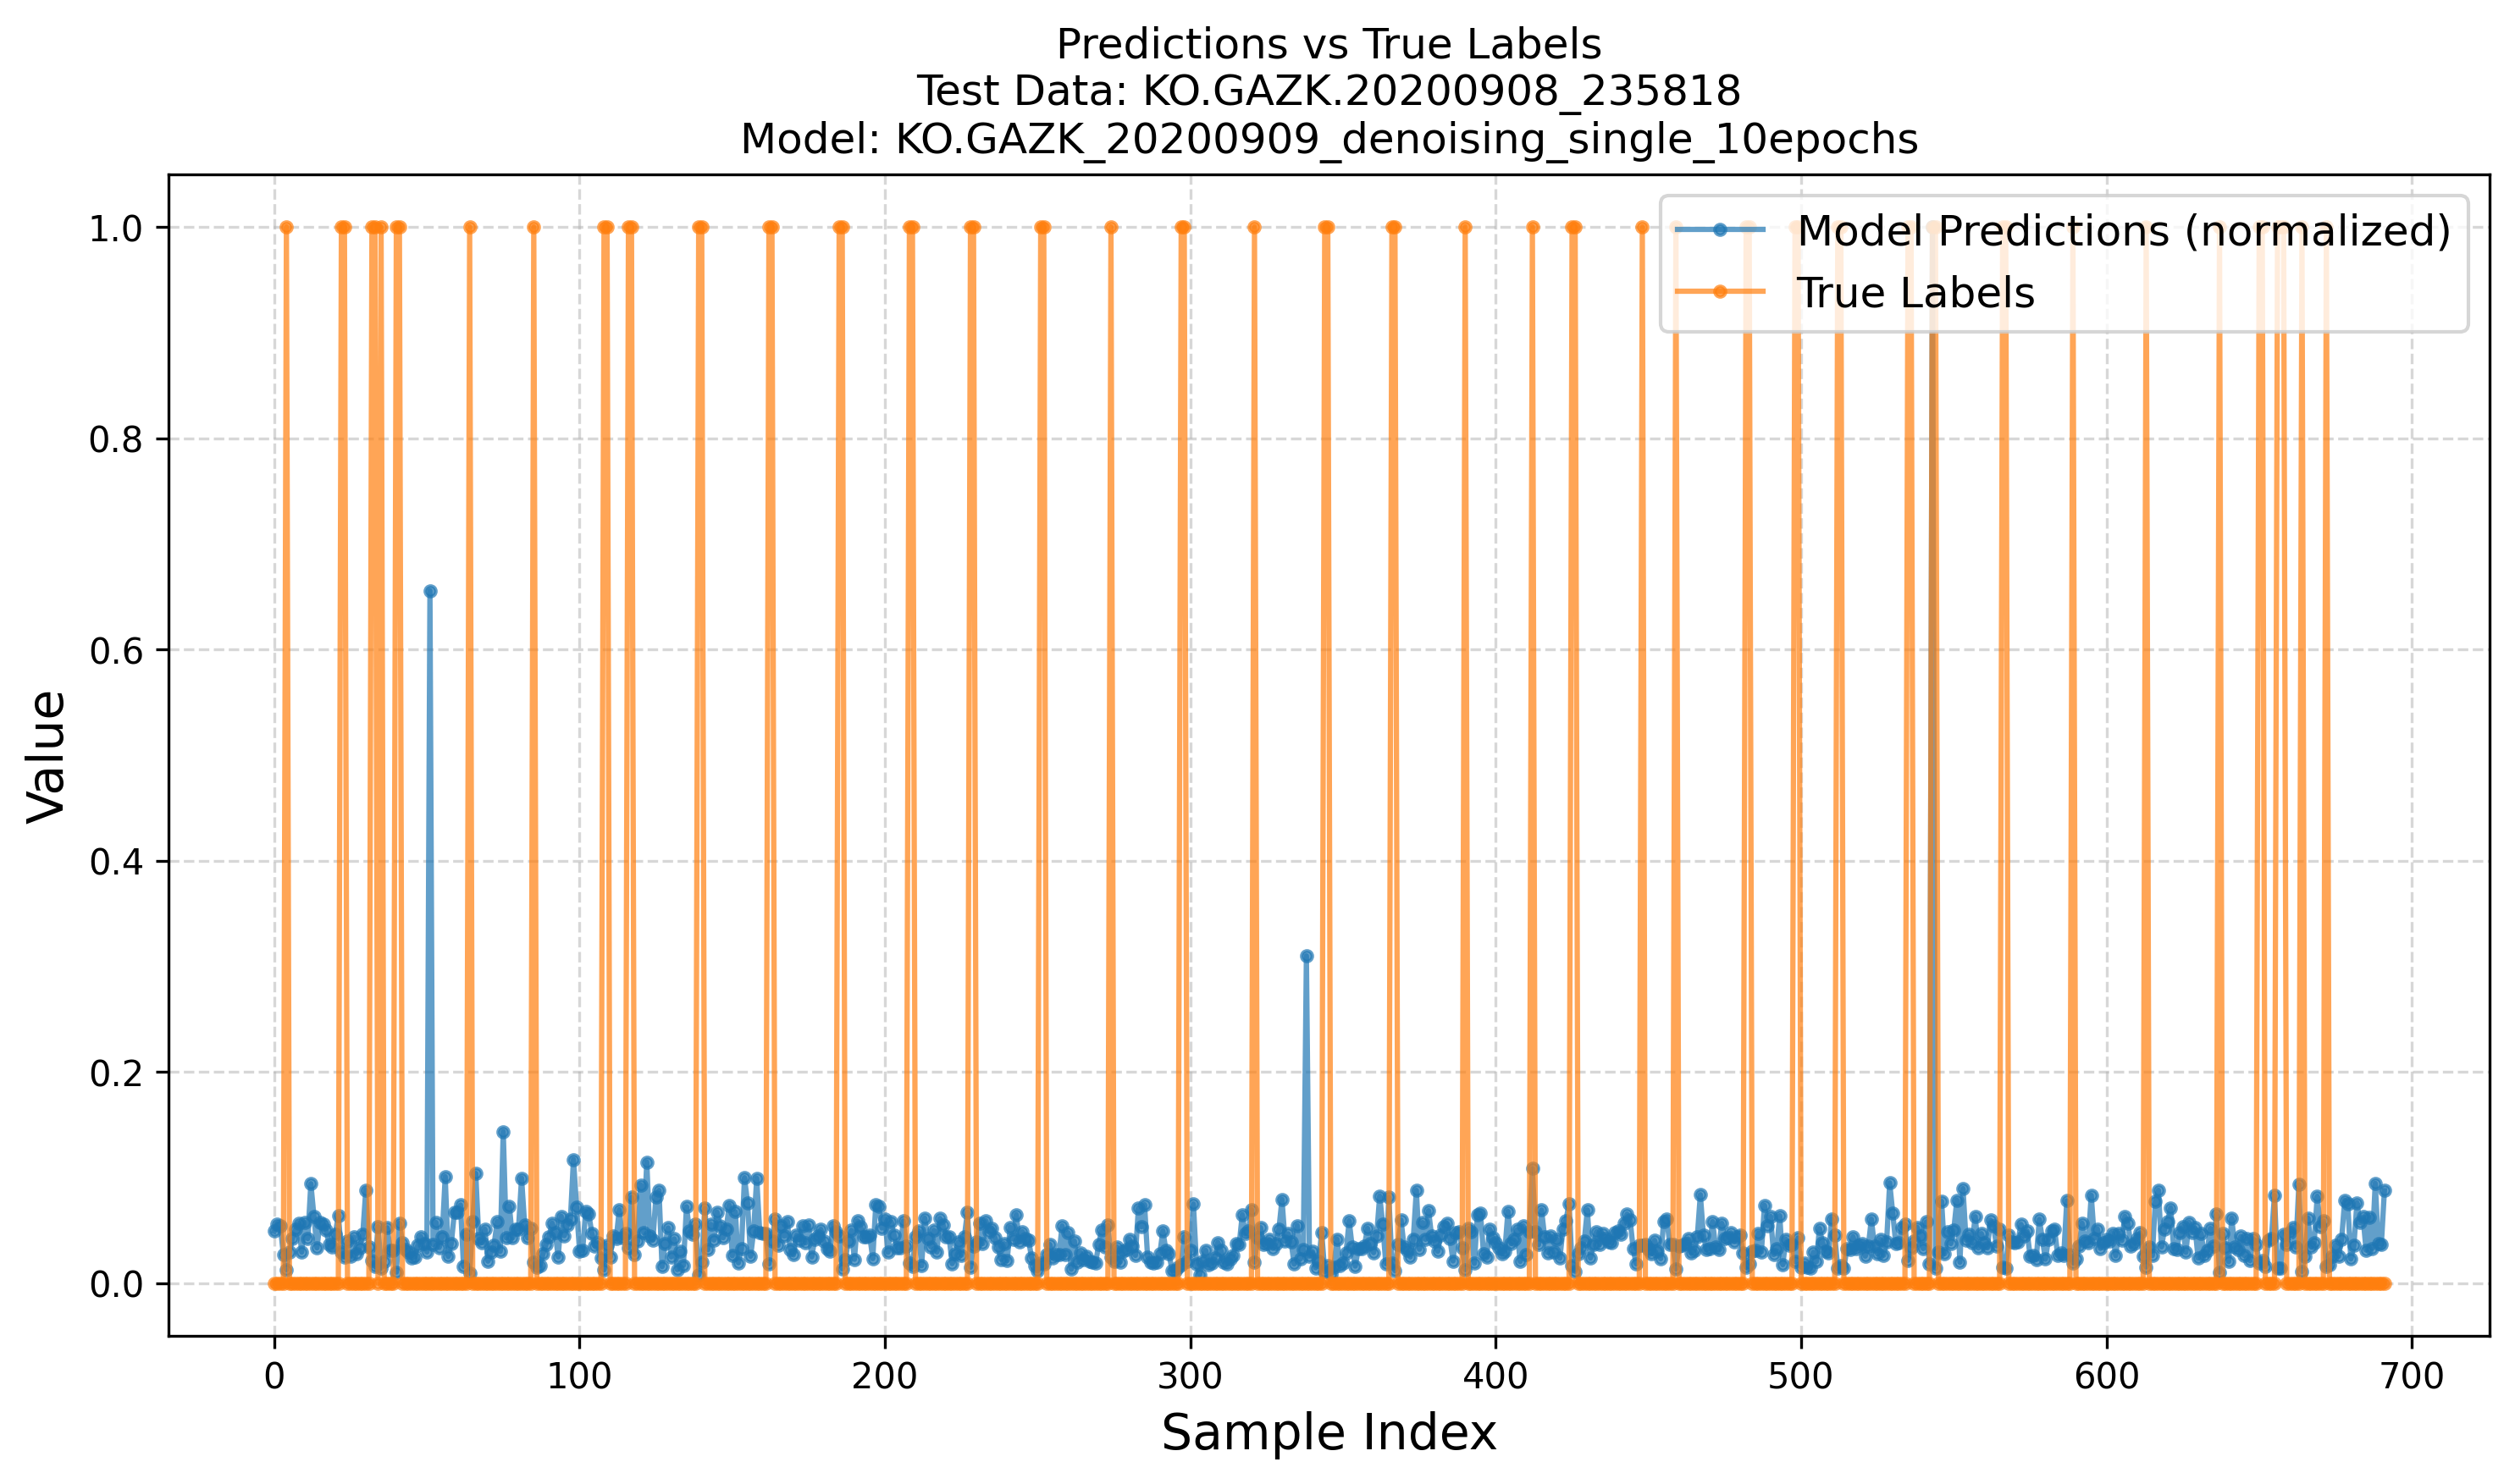 Predictions vs True Labels
Test Data: KO.GAZK.20200908_235818
Model: KO.GAZK_20200909_denoising_single_10epochs
Model Predictions (normalized)
True Labels
1.0
0.8
0.6
0.4
0.2
0.0
Value
0 100 200 300 400 500 600 700
Sample Index